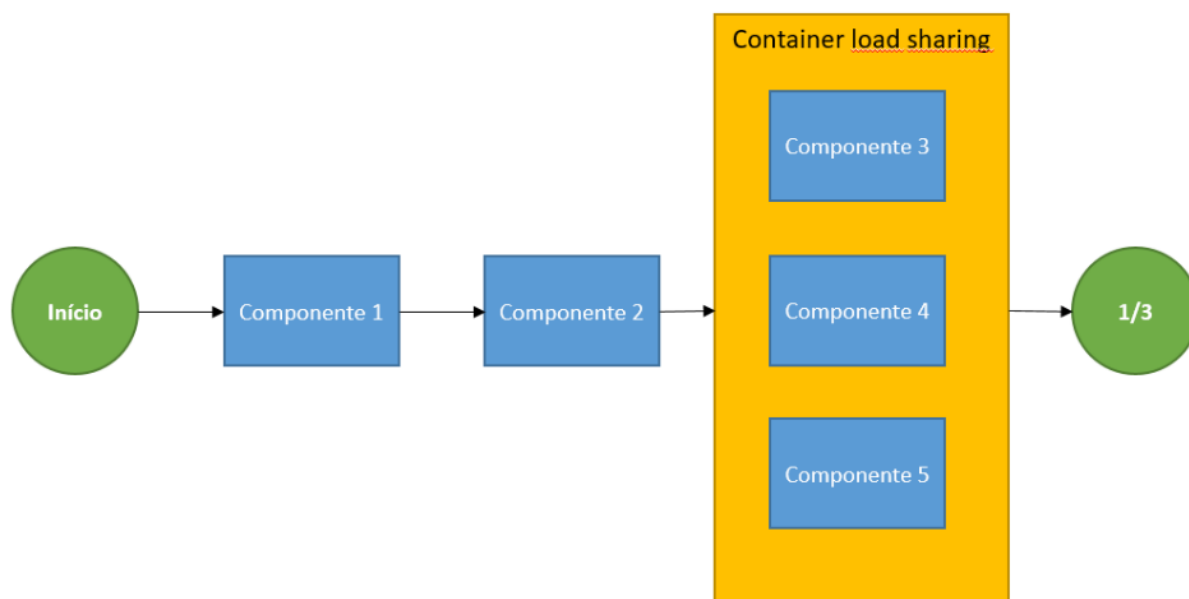 Container load sharing
Componente 3
Início
Componente 1
Componente 2
Componente 4
1/3
Componente 5